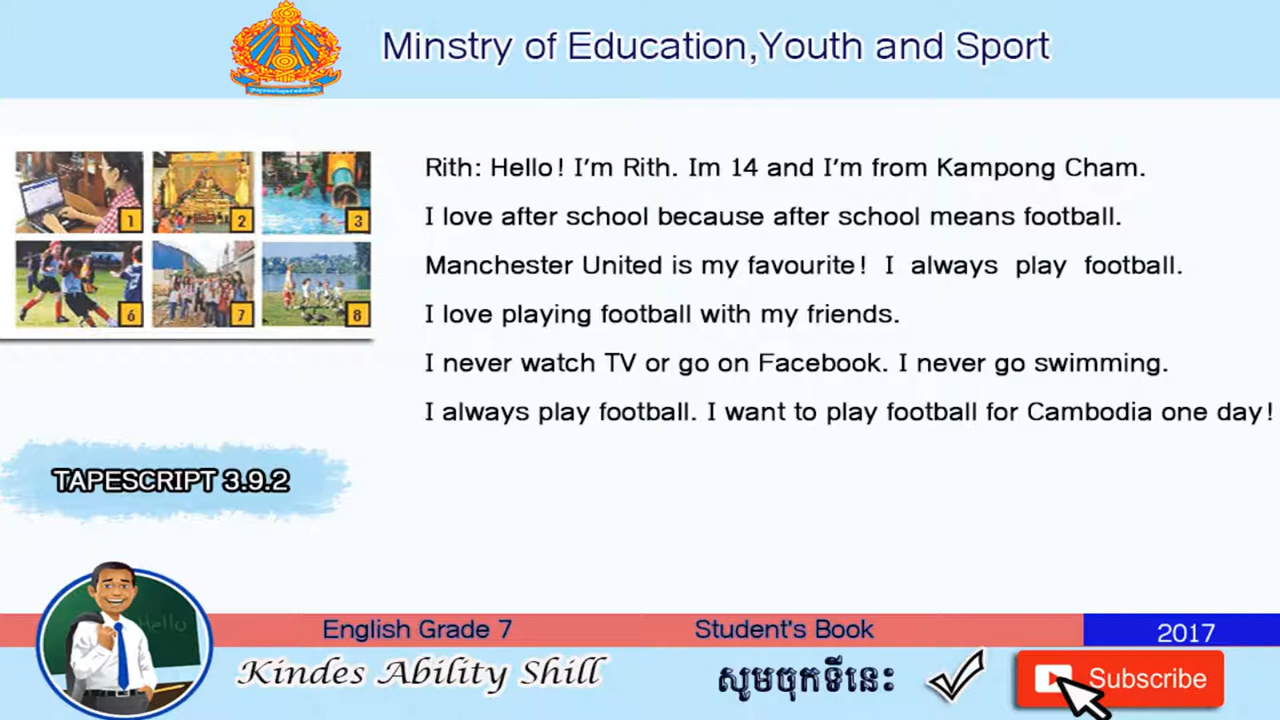 Minstry of Education,Youth and Sport
1
2
3
6
7
8
Rith: Hello! I'm Rith. Im 14 and I'm from Kampong Cham.
I love after school because after school means football.
Manchester United is my favourite! I always play football.
I love playing football with my friends.
I never watch TV or go on Facebook. I never go swimming.
I always play football. I want to play football for Cambodia one day!
TAPESCRIPT 3.9.2
Hello
English Grade 7
Student's Book
2017
Kindes Ability Shill
សូមចុកទីនេះ
Subscribe